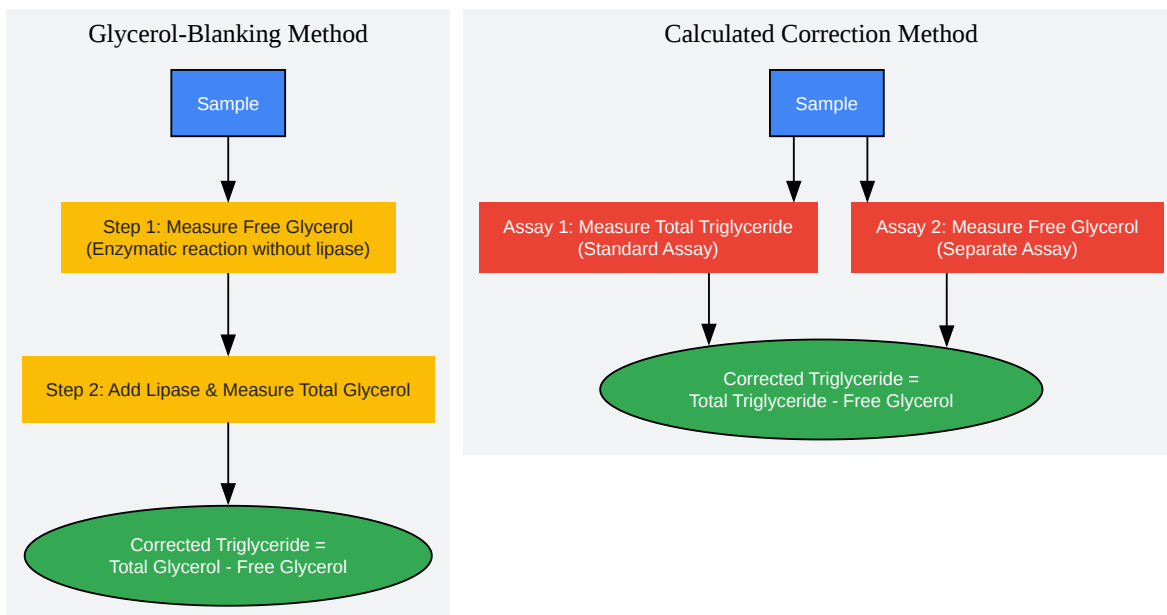 Glycerol-Blanking Method
Sample
Step 1: Measure Free Glycerol
(Enzymatic reaction without lipase)
Step 2: Add Lipase & Measure Total Glycerol
Corrected Triglyceride =
Total Glycerol - Free Glycerol
Calculated Correction Method
Sample
Assay 1: Measure Total Triglyceride
(Standard Assay)
Assay 2: Measure Free Glycerol
(Separate Assay)
Corrected Triglyceride =
Total Triglyceride - Free Glycerol